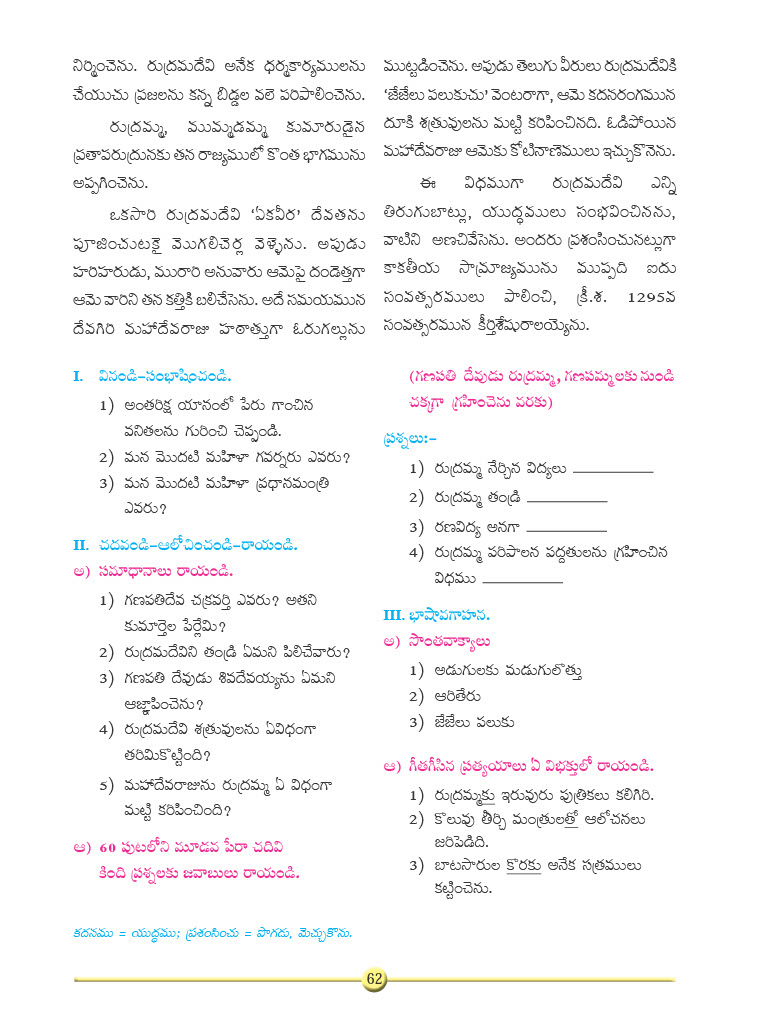 నిర్మించెను. రుద్రమదేవి అనేక ధర్మకార్యములను
చేయుచు ప్రజలను కన్న బిడ్డల వలె పరిపాలించెను.
రుద్రమ్మ, ముమ్మడమ్మ కుమారుడైన
ప్రతాపరుద్రునకు తన రాజ్యములో కొంత భాగమును
అప్పగించెను.
ఒకసారి రుద్రమదేవి ‘ఏకవీర’ దేవతను
పూజించుటకై మొగలిచెర్ల వెళ్ళెను. అపుడు
హరిహరుడు, మురారి అనువారు ఆమెపై దండెత్తగా
ఆమె వారిని తన కత్తికి బలిచేసెను. అదే సమయమున
దేవగిరి మహాదేవరాజు హఠాత్తుగా ఓరుగల్లును
ముట్టడించెను. అపుడు తెలుగు వీరులు రుద్రమదేవికి
‘జేజేలు పలుకుచు’ వెంటరాగా, ఆమె కదనరంగమున
దూకి శత్రువులను మట్టి కరిపించినది. ఓడిపోయిన
మహాదేవరాజు ఆమెకు కోటినాణెములు ఇచ్చుకొనెను.
ఈ విధముగా రుద్రమదేవి ఎన్ని
తిరుగుబాట్లు, యుద్ధములు సంభవించినను,
వాటిని అణచివేసెను. అందరు ప్రశంసించునట్లుగా
కాకతీయ సామ్రాజ్యమును ముప్పది ఐదు
సంవత్సరములు పాలించి, క్రీ.శ. 1295వ
సంవత్సరమున కీర్తిశేషురాలయ్యెను.
I. వినండి-సంభాషించండి.
1) అంతరిక్ష యానంలో పేరు గాంచిన
వనితలను గురించి చెప్పండి.
2) మన మొదటి మహిళా గవర్నరు ఎవరు?
3) మన మొదటి మహిళా ప్రధానమంత్రి
ఎవరు?
II. చదవండి-ఆలోచించండి-రాయండి.
అ) సమాధానాలు రాయండి.
1) గణపతిదేవ చక్రవర్తి ఎవరు? అతని
కుమార్తెల పేర్లేమి?
2) రుద్రమదేవిని తండ్రి ఏమని పిలిచేవారు?
3) గణపతి దేవుడు శివదేవయ్యను ఏమని
ఆజ్ఞాపించెను?
4) రుద్రమదేవి శత్రువులను ఏవిధంగా
తరిమికొట్టింది?
5) మహాదేవరాజును రుద్రమ్మ ఏ విధంగా
మట్టి కరిపించింది?
ఆ) 60 పుటలోని మూడవ పేరా చదివి
కింది ప్రశ్నలకు జవాబులు రాయండి.
(గణపతి దేవుడు రుద్రమ్మ, గణపమ్మలకు నుండి
చక్కగా గ్రహించెను వరకు)
ప్రశ్నలు:-
1) రుద్రమ్మ నేర్చిన విద్యలు __________
2) రుద్రమ్మ తండ్రి __________
3) రణవిద్య అనగా __________
4) రుద్రమ్మ పరిపాలన పద్దతులను గ్రహించిన
విధము __________
III. భాషావగాహన.
అ) సొంతవాక్యాలు
1) అడుగులకు మడుగులొత్తు
2) ఆరితేరు
3) జేజేలు పలుకు
ఆ) గీతగీసిన ప్రత్యయాలు ఏ విభక్తులో రాయండి.
1) రుద్రమ్మకు ఇరువురు పుత్రికలు కలిగిరి.
2) కొలువు తీర్చి మంత్రులతో ఆలోచనలు
జరిపెడిది.
3) బాటసారుల కొరకు అనేక సత్రములు
కట్టించెను.
కదనము = యుద్ధము; ప్రశంసించు = పొగడు, మెచ్చుకొను.
62